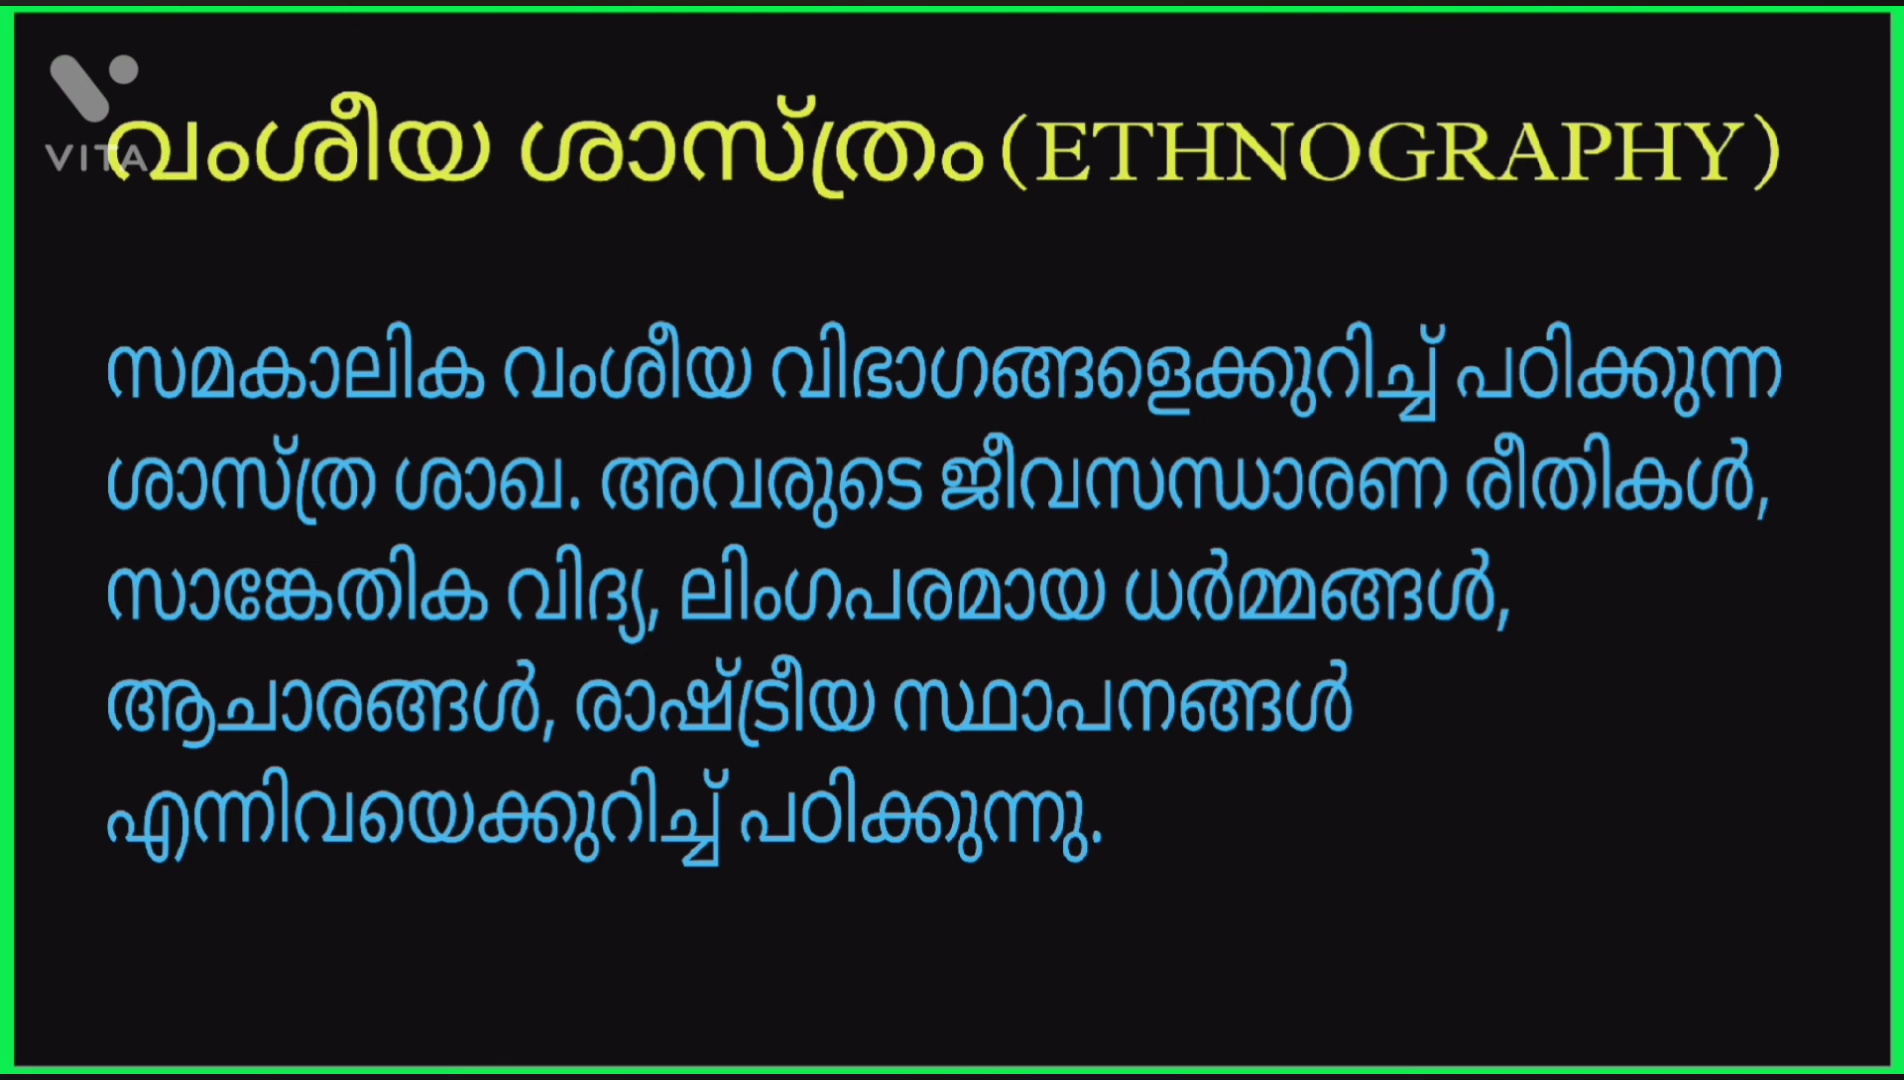 VITA
വംശീയ ശാസ്ത്രം (ETHNOGRAPHY)
സമകാലിക വംശീയ വിഭാഗങ്ങളെക്കുറിച്ച് പഠിക്കുന്ന
ശാസ്ത്ര ശാഖ. അവരുടെ ജീവസന്ധാരണ രീതികൾ,
സാങ്കേതിക വിദ്യ, ലിംഗപരമായ ധർമ്മങ്ങൾ,
ആചാരങ്ങൾ, രാഷ്ട്രീയ സ്ഥാപനങ്ങൾ
എന്നിവയെക്കുറിച്ച് പഠിക്കുന്നു.